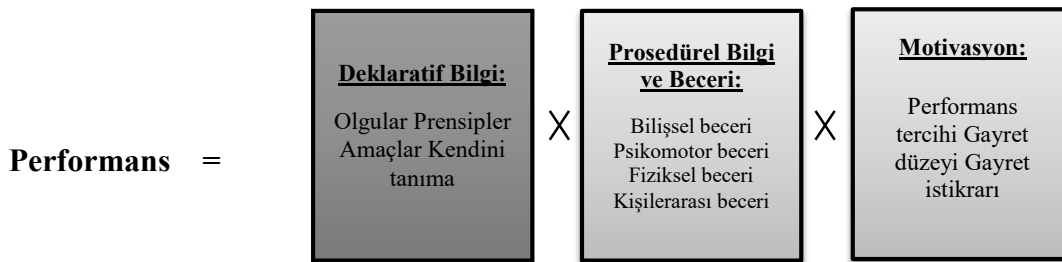 Performans =
Deklaratif Bilgi:
Olgular Prensipler
Amaçlar Kendini
tanıma
X
Prosedürel Bilgi
ve Beceri:
Bilişsel beceri
Psikomotor beceri
Fiziksel beceri
Kişilerarası beceri
X
Motivasyon:
Performans
tercihi Gayret
düzeyi Gayret
istikrarı